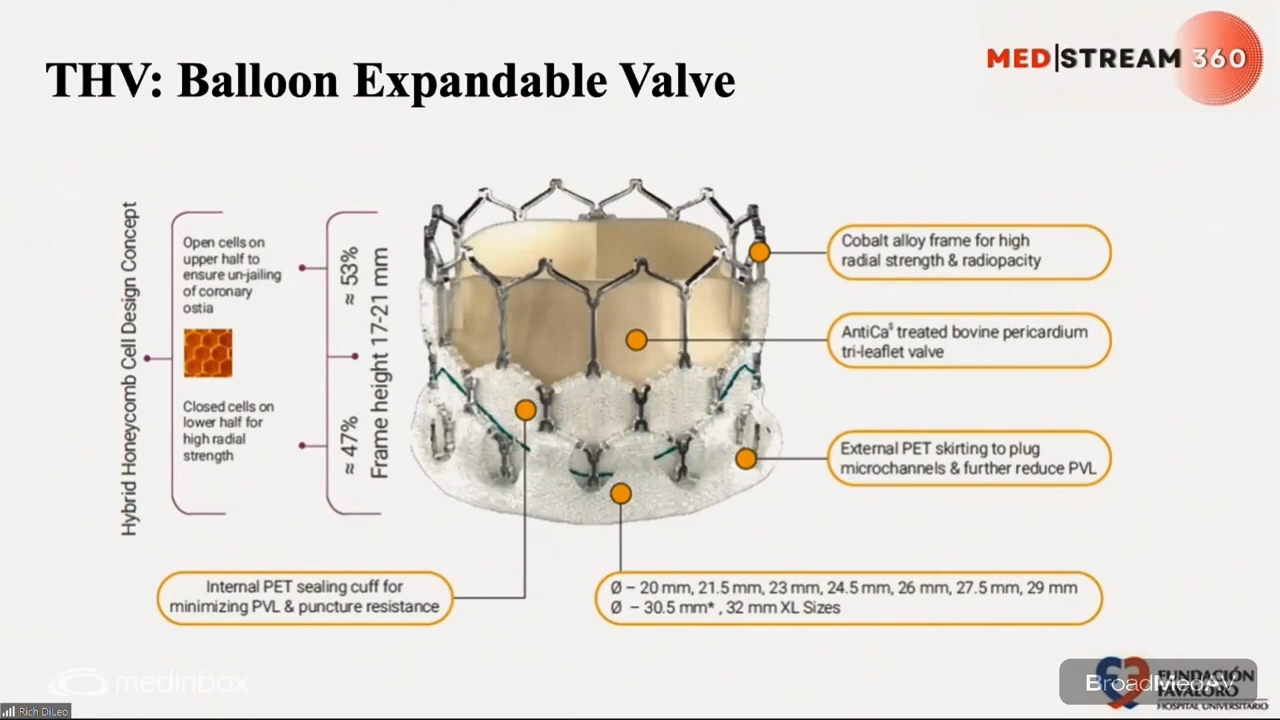 THV: Balloon Expandable Valve
MED|STREAM 360
Hybrid Honeycomb Cell Design Concept
Open cells on
upper half to
ensure un-jailing
of coronary
ostia
Closed cells on
lower half for
high radial
strength
≈ 53%
≈ 47%
Frame height 17-21 mm
Cobalt alloy frame for high
radial strength & radiopacity
AntiCa§ treated bovine pericardium
tri-leaflet valve
External PET skirting to plug
microchannels & further reduce PVL
Internal PET sealing cuff for
minimizing PVL & puncture resistance
Ø – 20 mm, 21.5 mm, 23 mm, 24.5 mm, 26 mm, 27.5 mm, 29 mm
Ø – 30.5 mm* , 32 mm XL Sizes
medinbox
BroadMedAV
FUNDACIÓN
FAVALORO
HOSPITAL UNIVERSITARIO
Rich DiLeo